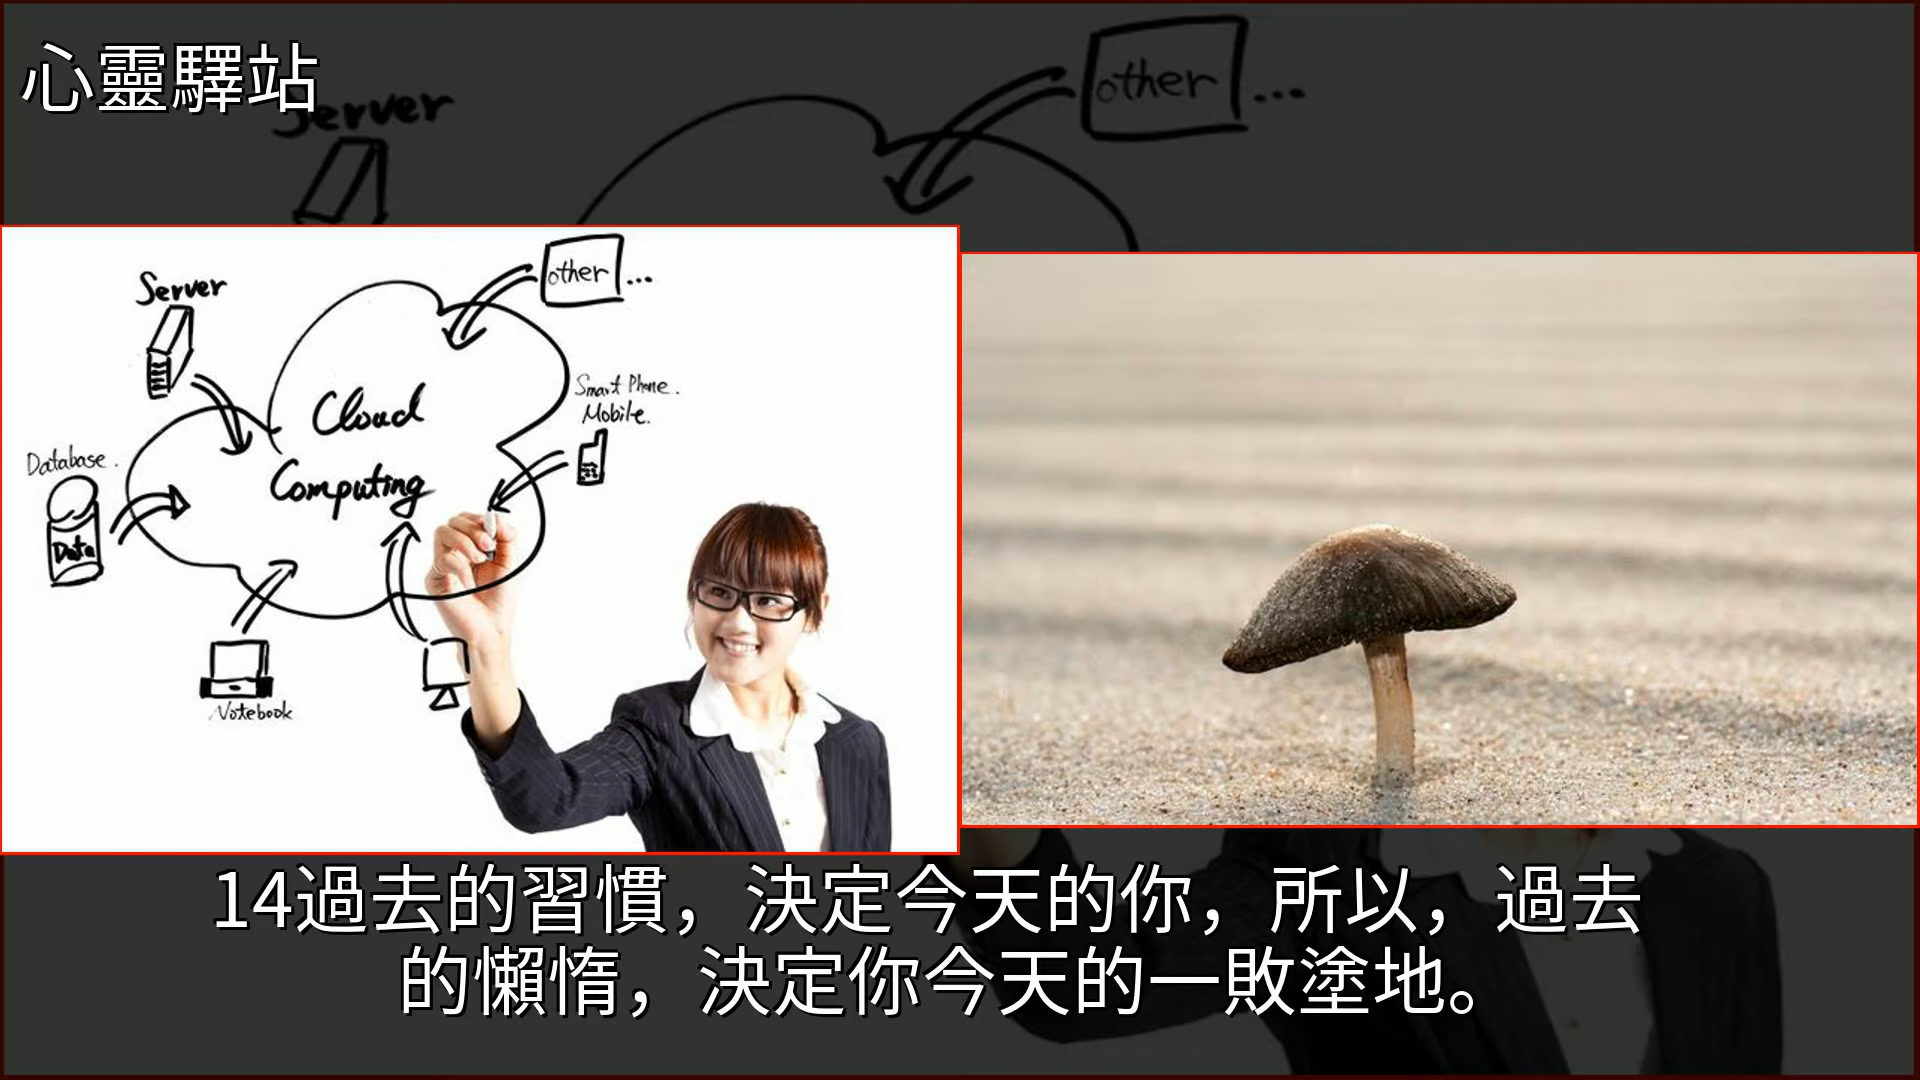 心靈驛站
Server
other ...
Server
other ...
Smart Phone.
Mobile.
Cloud
Computing
Database.
Data
Notebook
14過去的習慣，決定今天的你，所以，過去
的懶惰，決定你今天的一敗塗地。